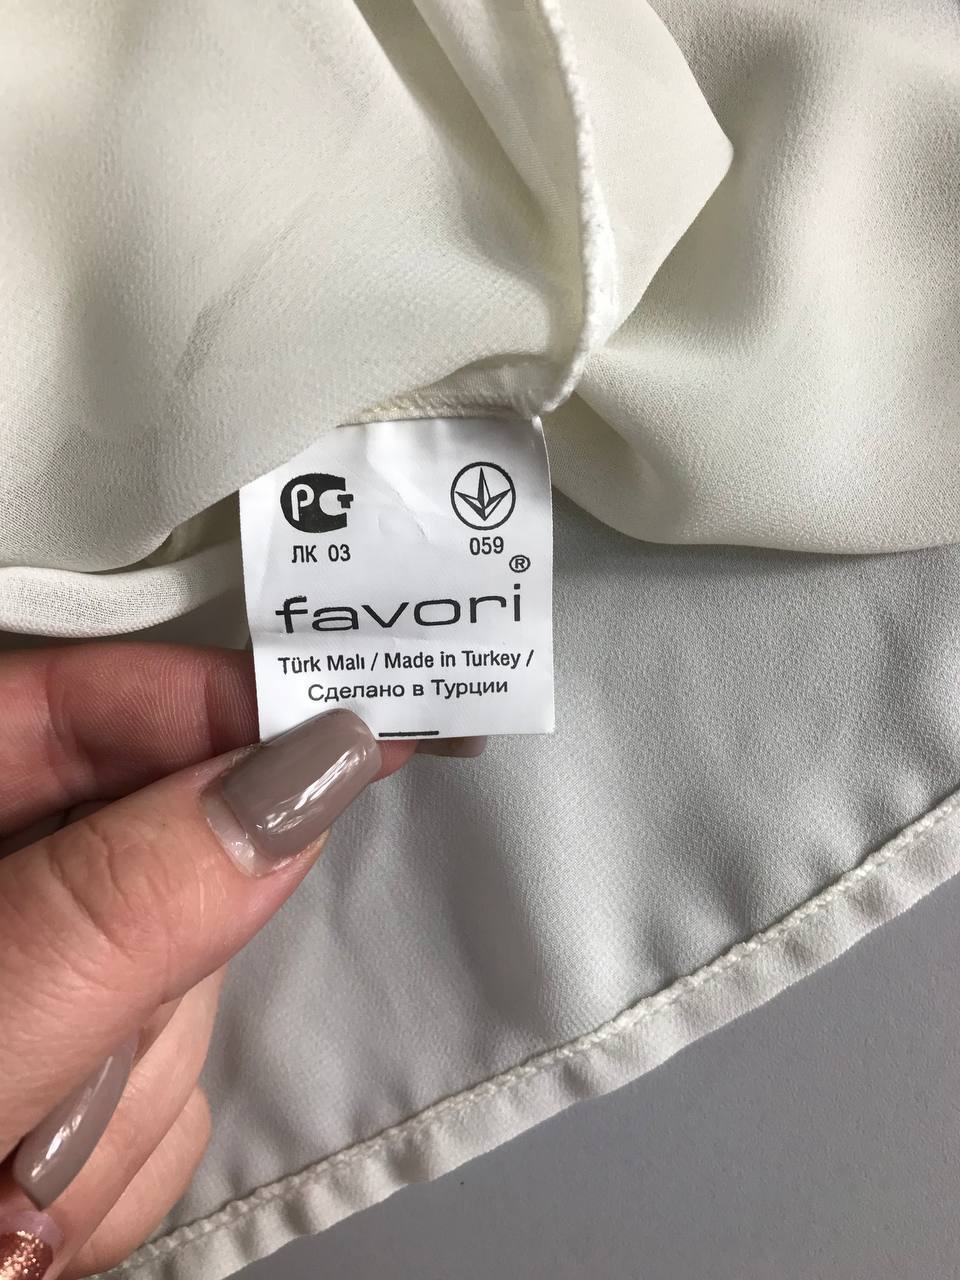 РСТ
ЛК 03
059
favori®
Türk Malı / Made in Turkey /
Сделано в Турции